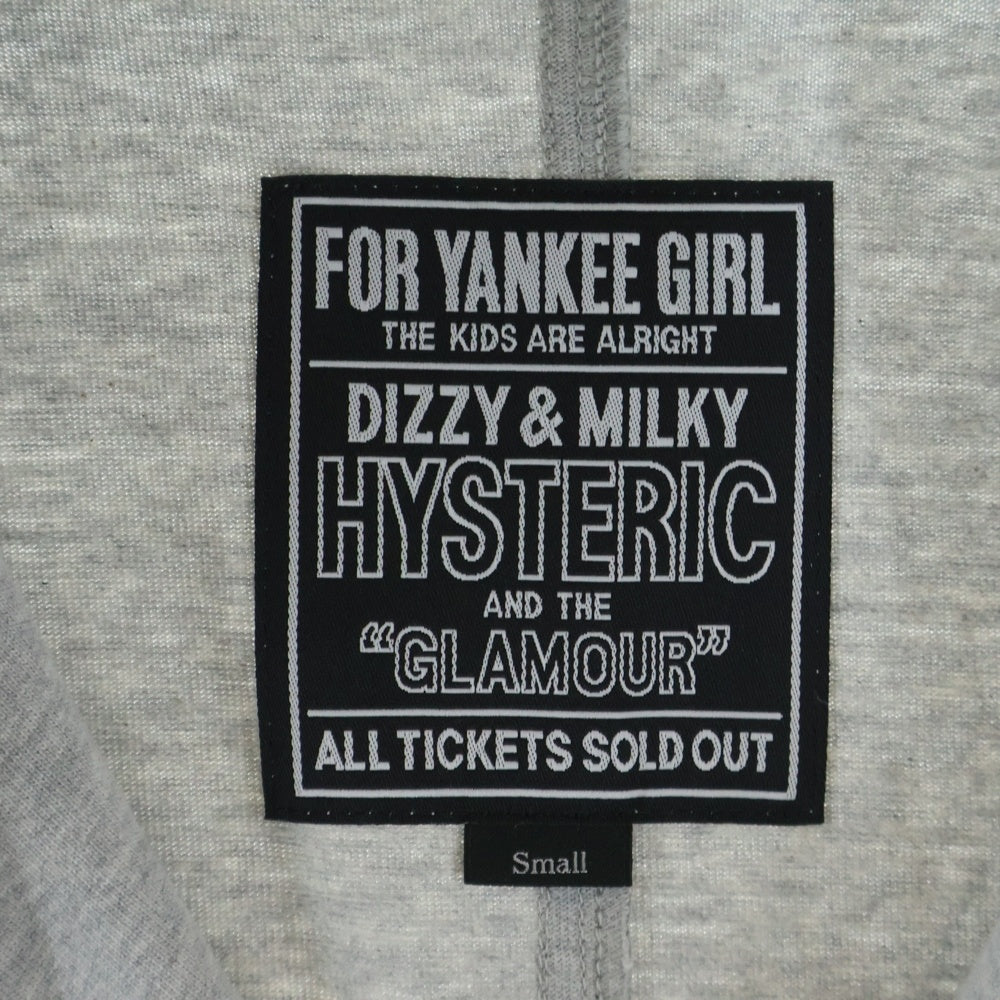 FOR YANKEE GIRL
THE KIDS ARE ALRIGHT
DIZZY & MILKY
HYSTERIC
AND THE
“GLAMOUR”
ALL TICKETS SOLD OUT
Small